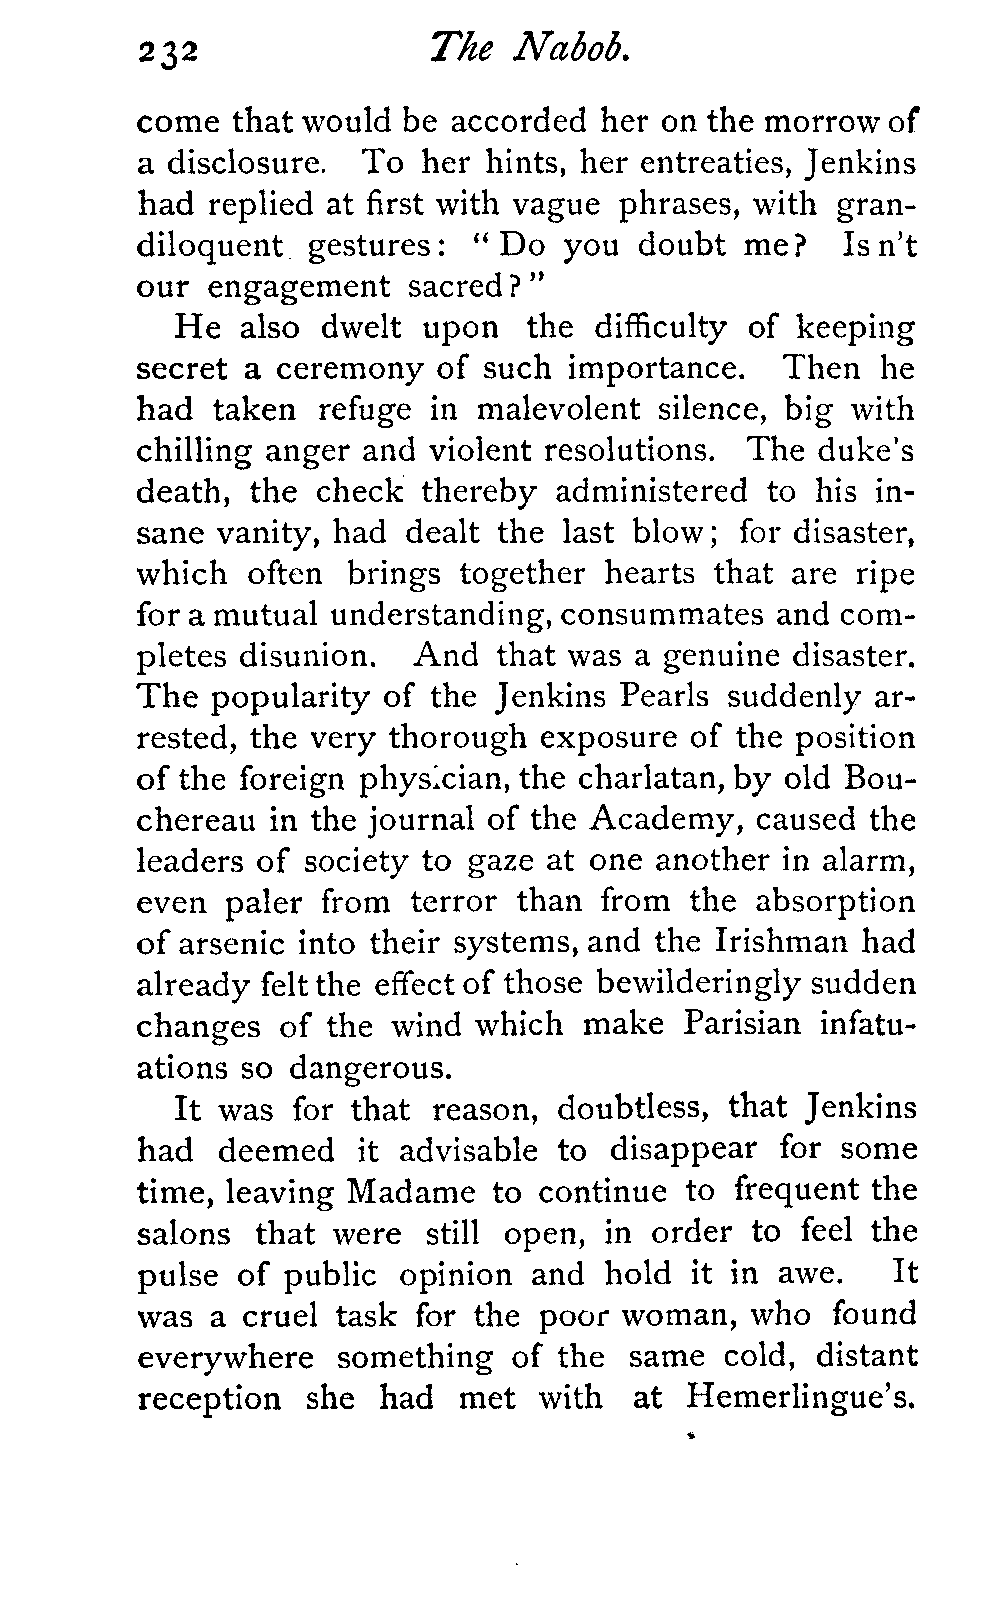 232 The Nabob.
come that would be accorded her on the morrow of
a disclosure. To her hints, her entreaties, Jenkins
had replied at first with vague phrases, with gran-
diloquent gestures: “Do you doubt me? Is n't
our engagement sacred?”
He also dwelt upon the difficulty of keeping
secret a ceremony of such importance. Then he
had taken refuge in malevolent silence, big with
chilling anger and violent resolutions. The duke's
death, the check thereby administered to his in-
sane vanity, had dealt the last blow; for disaster,
which often brings together hearts that are ripe
for a mutual understanding, consummates and com-
pletes disunion. And that was a genuine disaster.
The popularity of the Jenkins Pearls suddenly ar-
rested, the very thorough exposure of the position
of the foreign physician, the charlatan, by old Bou-
chereau in the journal of the Academy, caused the
leaders of society to gaze at one another in alarm,
even paler from terror than from the absorption
of arsenic into their systems, and the Irishman had
already felt the effect of those bewilderingly sudden
changes of the wind which make Parisian infatu-
ations so dangerous.
It was for that reason, doubtless, that Jenkins
had deemed it advisable to disappear for some
time, leaving Madame to continue to frequent the
salons that were still open, in order to feel the
pulse of public opinion and hold it in awe. It
was a cruel task for the poor woman, who found
everywhere something of the same cold, distant
reception she had met with at Hemerlingue's.